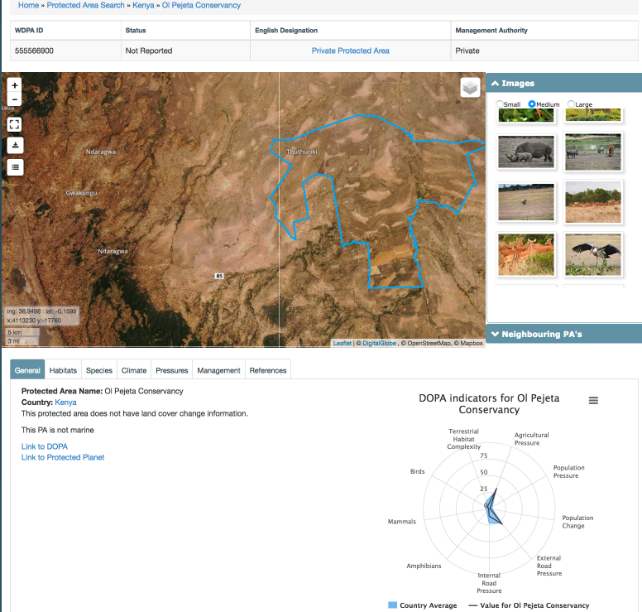 Home » Protected Area Search » Kenya » Ol Pejeta Conservancy
WDPA ID Status English Designation Management Authority
555566900 Not Reported Private Protected Area Private
+
−
Ndaragwa
Thuthuriki
Gwakungu
Ndaragwa
B5
lng: 36.9498 : lat: -0.1595
x:4113230 y:-17760
5 km
3 mi
Leaflet | © DigitalGlobe , © OpenStreetMap, © Mapbox
Images
Small Medium Large
Neighbouring PA's
General Habitats Species Climate Pressures Management References
Protected Area Name: Ol Pejeta Conservancy
Country: Kenya
This protected area does not have land cover change information.
This PA is not marine
Link to DOPA
Link to Protected Planet
DOPA indicators for Ol Pejeta
Conservancy
Terrestrial
Habitat
Complexity
Agricultural
Pressure
Population
Pressure
Population
Change
External
Road
Pressure
Internal
Road
Pressure
Amphibians
Mammals
Birds
75
50
25
Country Average Value for Ol Pejeta Conservancy